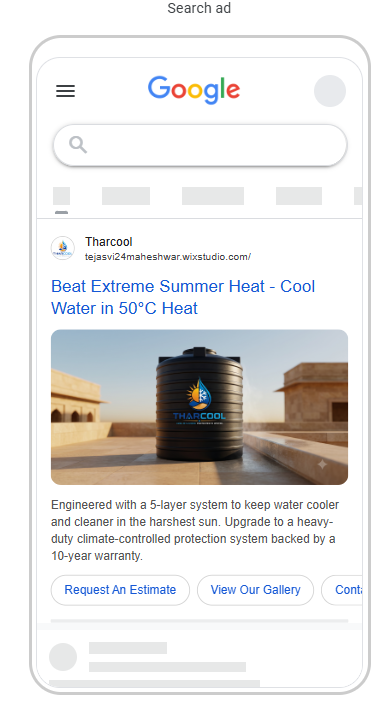 Search ad
Google
Tharcool
tejasvi24maheshwar.wixstudio.com/
Beat Extreme Summer Heat - Cool
Water in 50°C Heat
THARCOOL
Engineered with a 5-layer system to keep water cooler
and cleaner in the harshest sun. Upgrade to a heavy-
duty climate-controlled protection system backed by a
10-year warranty.
Request An Estimate
View Our Gallery
Conta